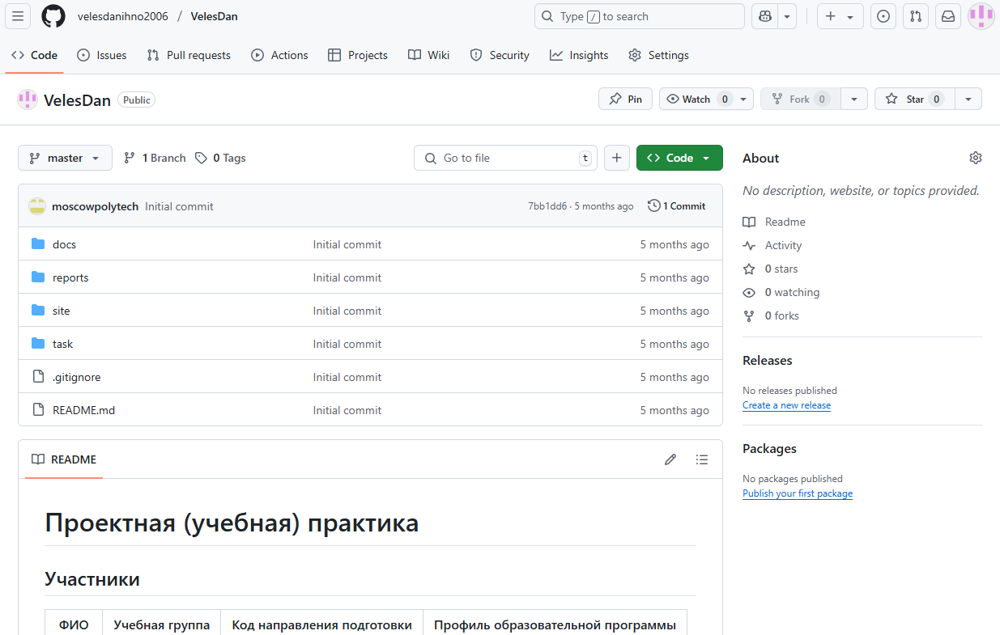 velesdanihno2006 / VelesDan
Type / to search
Code Issues Pull requests Actions Projects Wiki Security Insights Settings
VelesDan Public
Pin Watch 0 Fork 0 Star 0
master 1 Branch 0 Tags Go to file t Code
moscowpolytech Initial commit 7bb1dd6 · 5 months ago 1 Commit
docs Initial commit 5 months ago
reports Initial commit 5 months ago
site Initial commit 5 months ago
task Initial commit 5 months ago
.gitignore Initial commit 5 months ago
README.md Initial commit 5 months ago
README
Проектная (учебная) практика
Участники
ФИО Учебная группа Код направления подготовки Профиль образовательной программы
About
No description, website, or topics provided.
Readme
Activity
0 stars
0 watching
0 forks
Releases
No releases published
Create a new release
Packages
No packages published
Publish your first package